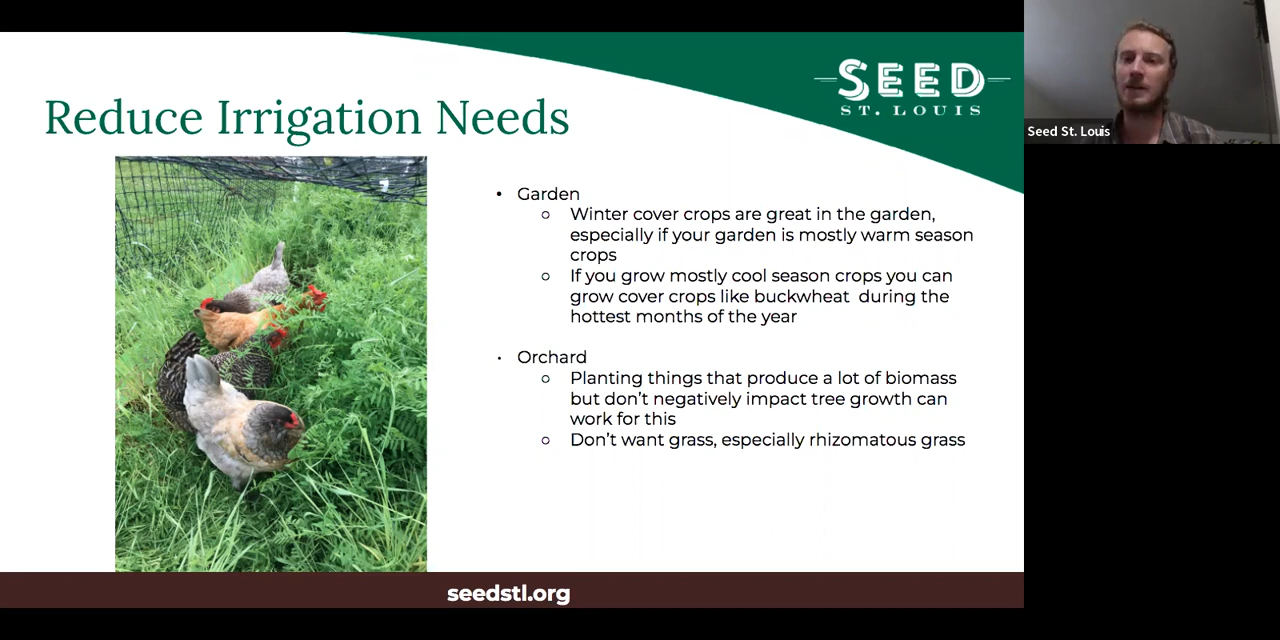 SEED
ST. LOUIS
Seed St. Louis
Reduce Irrigation Needs
• Garden
○ Winter cover crops are great in the garden,
especially if your garden is mostly warm season
crops
○ If you grow mostly cool season crops you can
grow cover crops like buckwheat during the
hottest months of the year
• Orchard
○ Planting things that produce a lot of biomass
but don't negatively impact tree growth can
work for this
○ Don't want grass, especially rhizomatous grass
seedstl.org